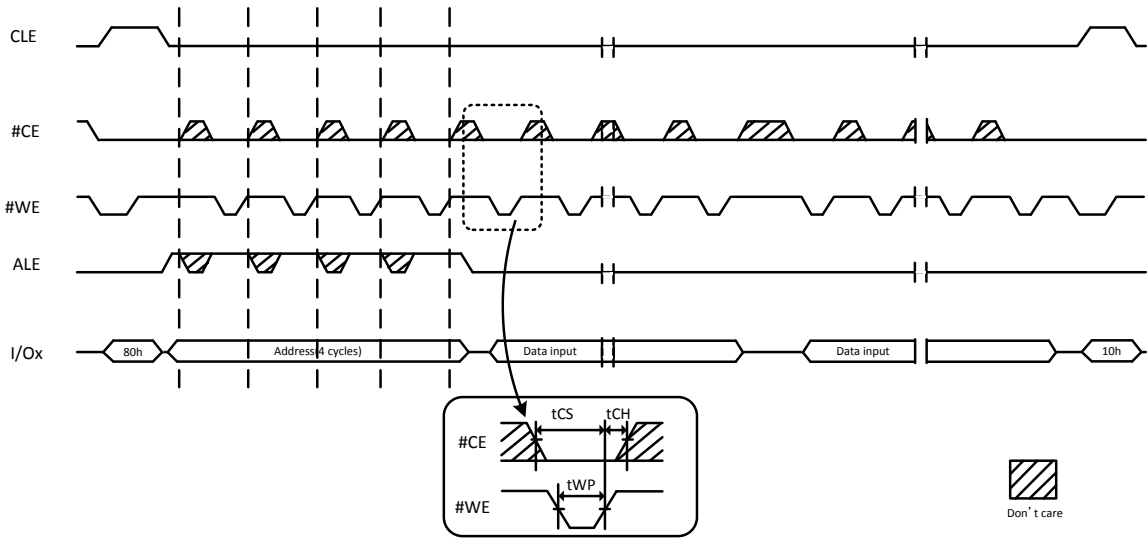 CLE
#CE
#WE
ALE
I/Ox
80h
Address(4 cycles)
Data input
Data input
10h
tCS
tCH
#CE
tWP
#WE
Don't care